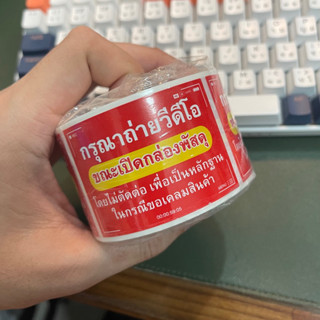 กรุณาถ่ายวีดีโอ
ขณะเปิดกล่องพัสดุ
โดยไม่ตัดต่อ เพื่อเป็นหลักฐาน
ในกรณีขอเคลมสินค้า